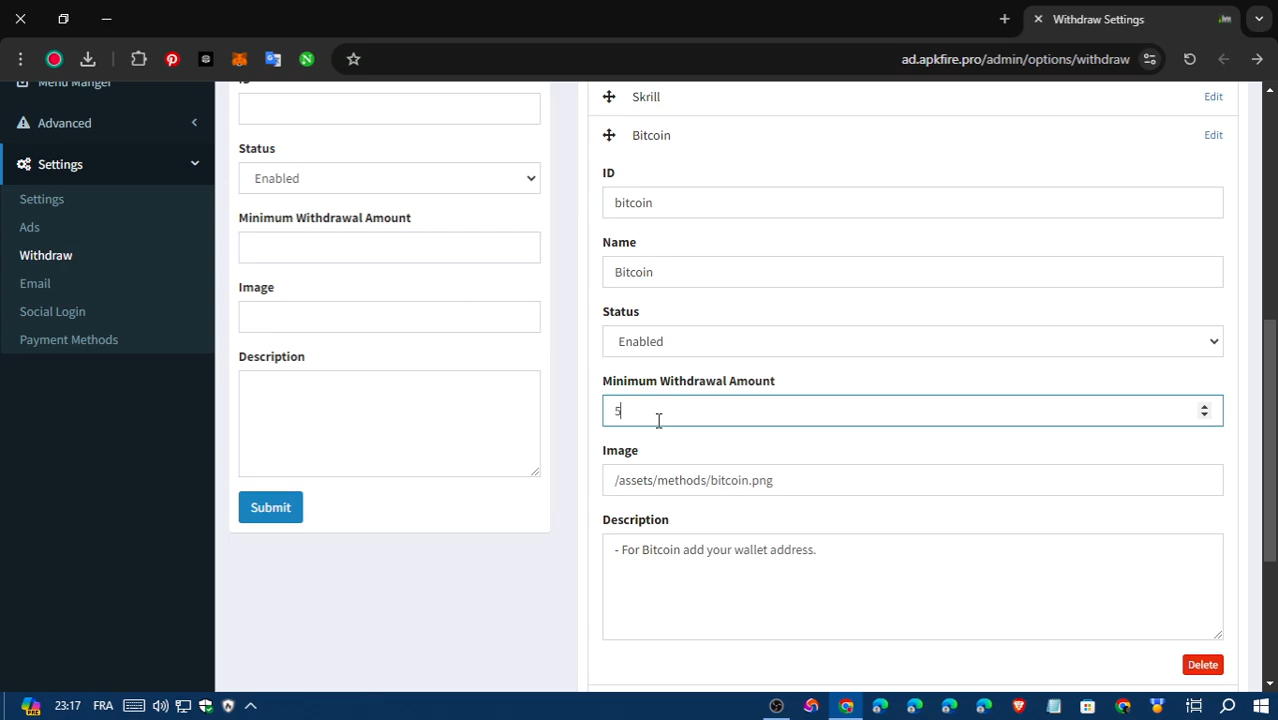 Withdraw Settings
ad.apkfire.pro/admin/options/withdraw
Menu Manger
Advanced
Settings
Settings
Ads
Withdraw
Email
Social Login
Payment Methods
ID
Status
Enabled
Minimum Withdrawal Amount
Image
Description
Submit
Skrill
Edit
Bitcoin
Edit
ID
bitcoin
Name
Bitcoin
Status
Enabled
Minimum Withdrawal Amount
5
Image
/assets/methods/bitcoin.png
Description
- For Bitcoin add your wallet address.
Delete
23:17
FRA